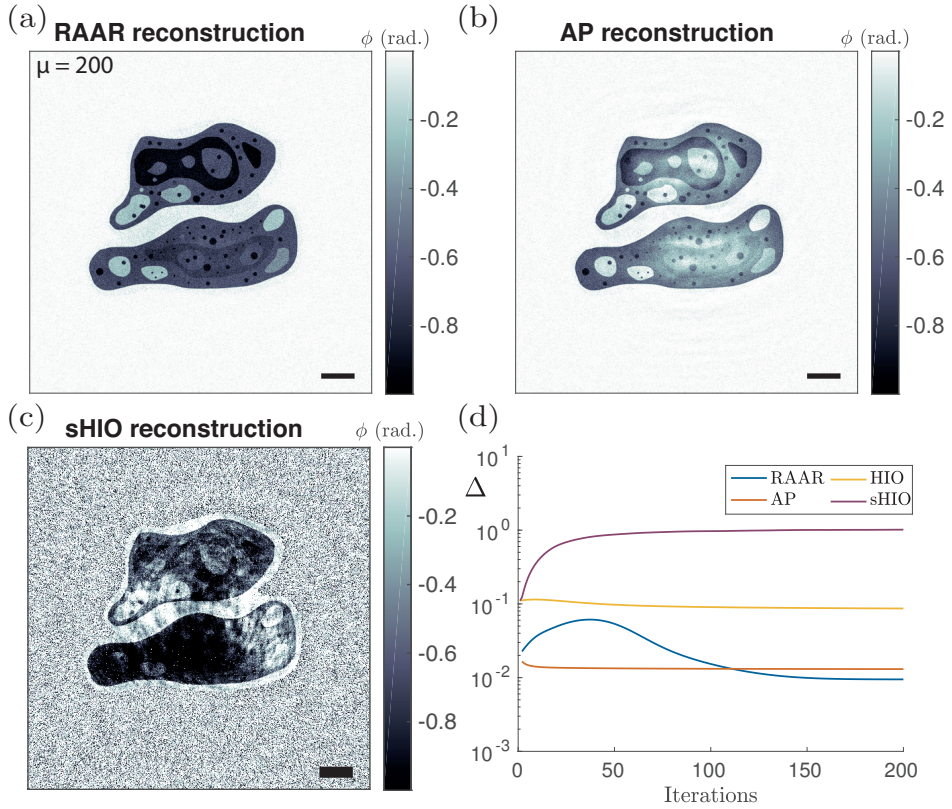 (a)
RAAR reconstruction
ϕ (rad.)
μ = 200
-0.2
-0.4
-0.6
-0.8
(b)
AP reconstruction
ϕ (rad.)
-0.2
-0.4
-0.6
-0.8
(c)
sHIO reconstruction
ϕ (rad.)
-0.2
-0.4
-0.6
-0.8
(d)
Δ
10^1
10^0
10^-1
10^-2
10^-3
RAAR HIO
AP sHIO
0 50 100 150 200
Iterations